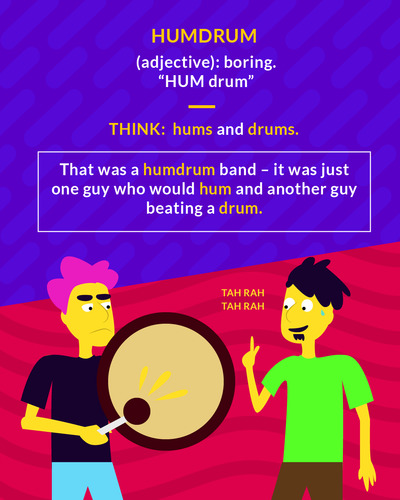 HUMDRUM
(adjective): boring.
“HUM drum”
THINK: hums and drums.
That was a humdrum band – it was just
one guy who would hum and another guy
beating a drum.
TAH RAH
TAH RAH